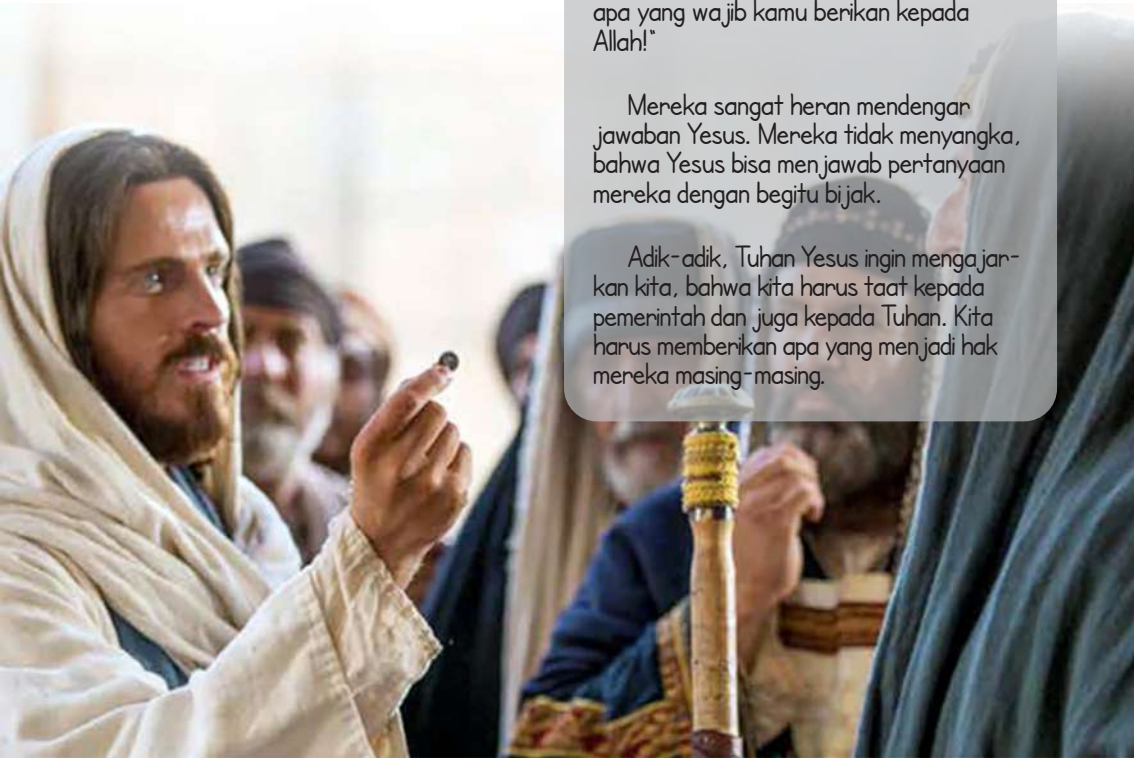 apa yang wajib kamu berikan kepada
Allah!"
Mereka sangat heran mendengar
jawaban Yesus. Mereka tidak menyangka,
bahwa Yesus bisa menjawab pertanyaan
mereka dengan begitu bijak.
Adik-adik, Tuhan Yesus ingin mengajar-
kan kita, bahwa kita harus taat kepada
pemerintah dan juga kepada Tuhan. Kita
harus memberikan apa yang menjadi hak
mereka masing-masing.